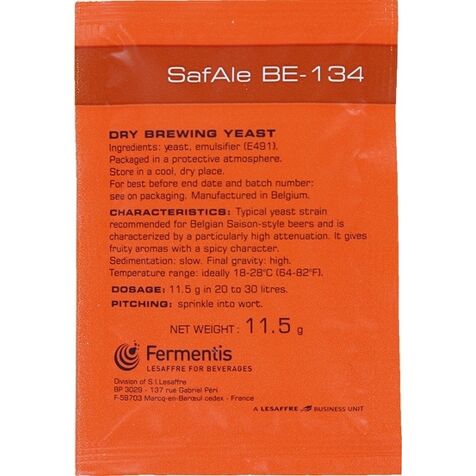 SafAle BE-134
DRY BREWING YEAST
Ingredients: yeast, emulsifier (E491).
Packaged in a protective atmosphere.
Store in a cool, dry place.
For best before end date and batch number:
see on packaging. Manufactured in Belgium.
CHARACTERISTICS: Typical yeast strain
recommended for Belgian Saison-style beers and is
characterized by a particularly high attenuation. It gives
fruity aromas with a spicy character.
Sedimentation: slow. Final gravity: high.
Temperature range: ideally 18-28°C (64-82°F).
DOSAGE: 11.5 g in 20 to 30 litres.
PITCHING: sprinkle into wort.
NET WEIGHT : 11.5 g
Fermentis
LESAFFRE FOR BEVERAGES
Division of S.I.Lesaffre
BP 3029 - 137 rue Gabriel Péri
F-59703 Marcq-en-Barœul cedex - France
A LESAFFRE BUSINESS UNIT